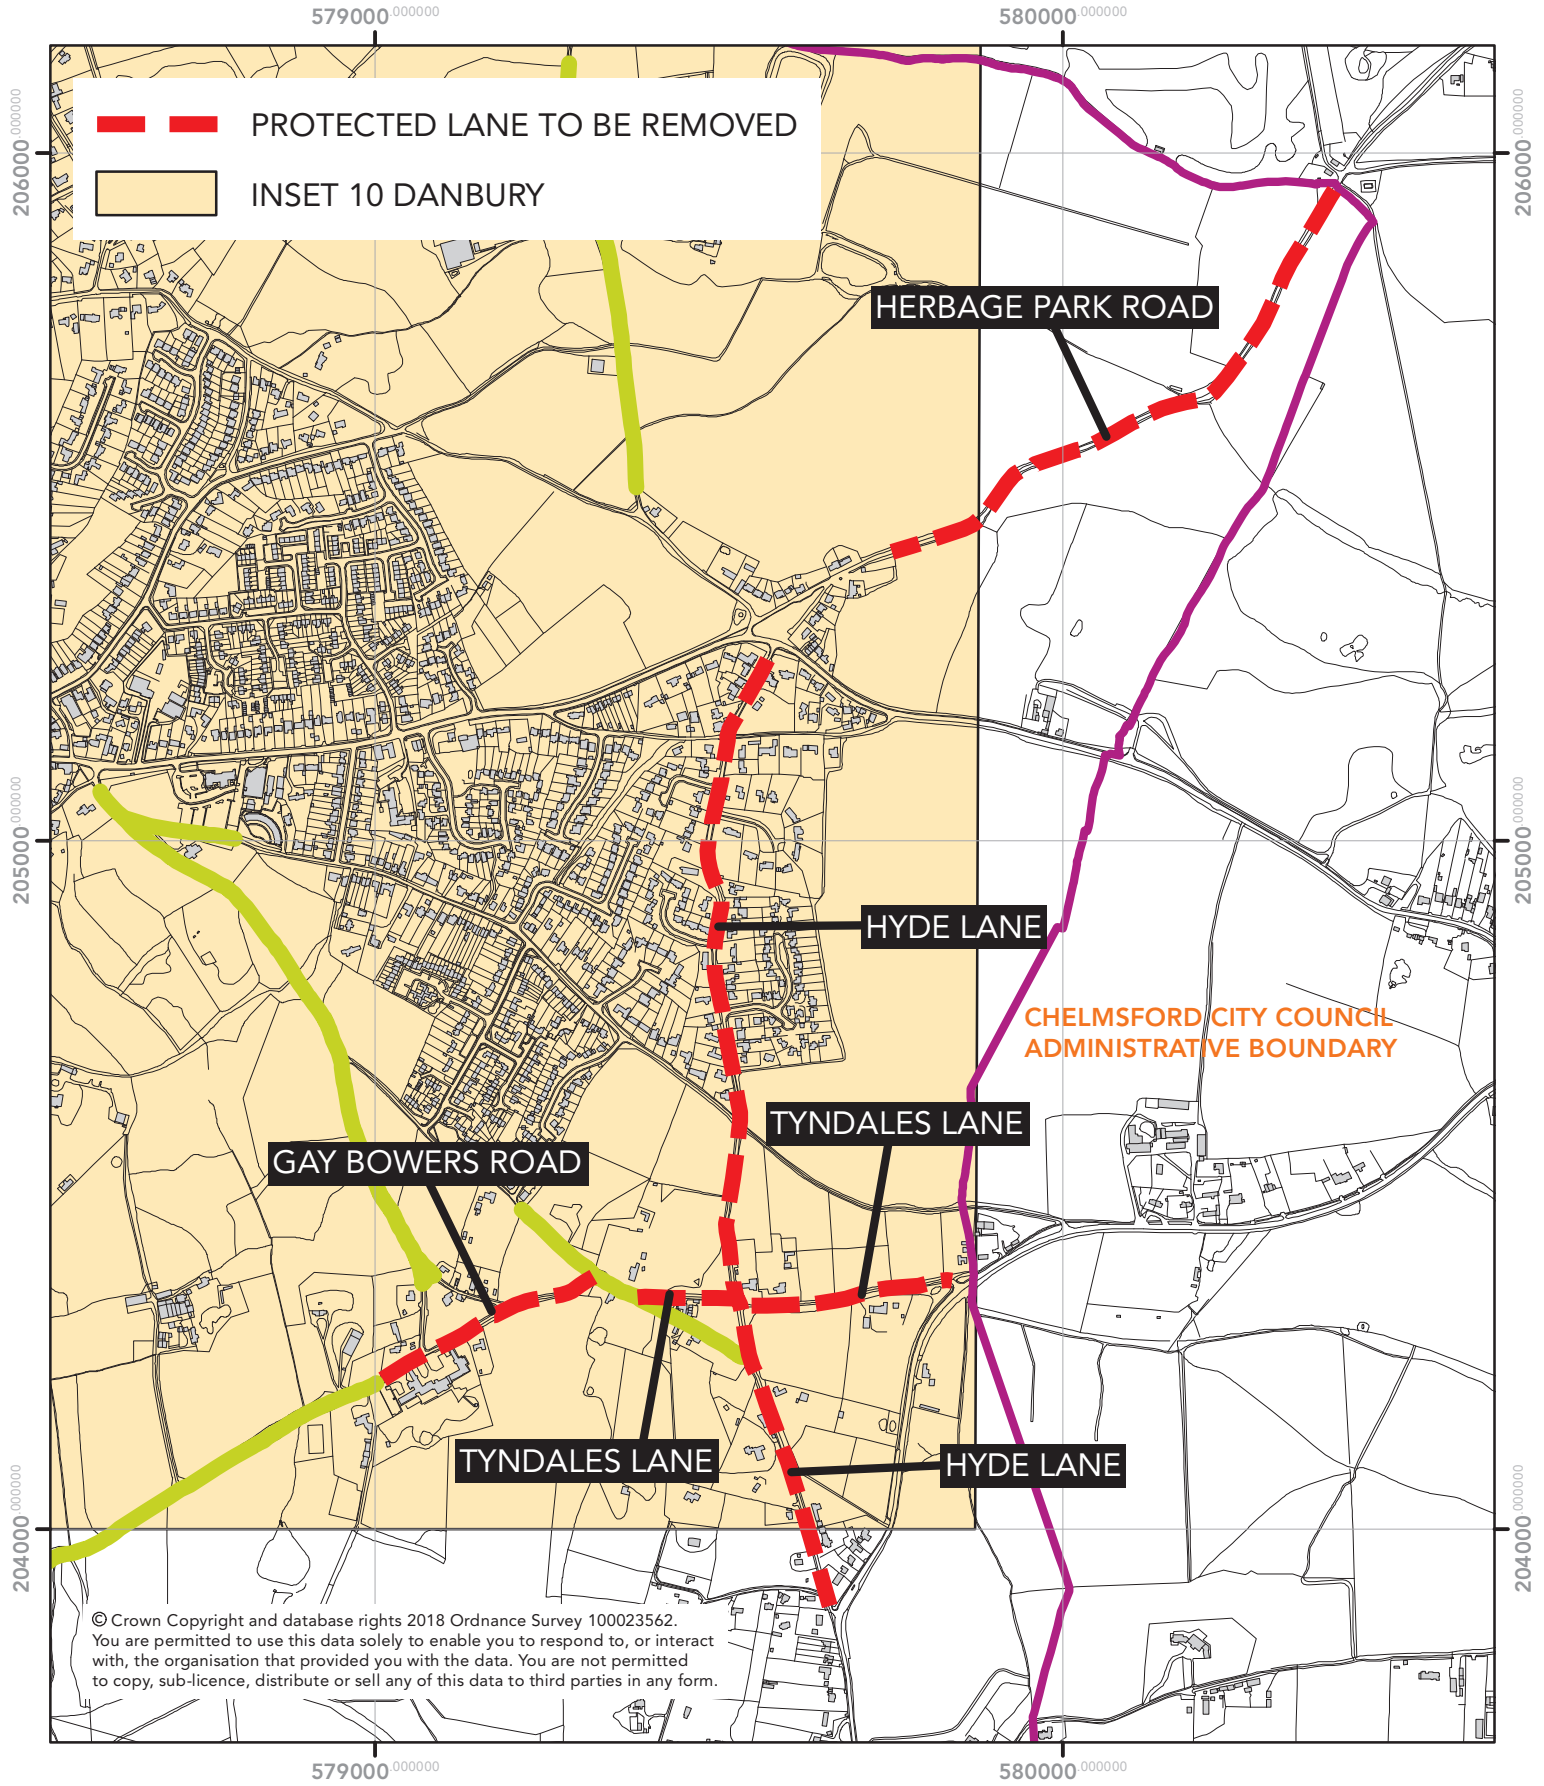 579000.000000
580000.000000
206000.000000
206000.000000
PROTECTED LANE TO BE REMOVED
INSET 10 DANBURY
HERBAGE PARK ROAD
205000.000000
205000.000000
HYDE LANE
CHELMSFORD CITY COUNCIL
ADMINISTRATIVE BOUNDARY
TYNDALES LANE
GAY BOWERS ROAD
TYNDALES LANE
HYDE LANE
204000.000000
204000.000000
© Crown Copyright and database rights 2018 Ordnance Survey 100023562.
You are permitted to use this data solely to enable you to respond to, or interact
with, the organisation that provided you with the data. You are not permitted
to copy, sub-licence, distribute or sell any of this data to third parties in any form.
579000.000000
580000.000000